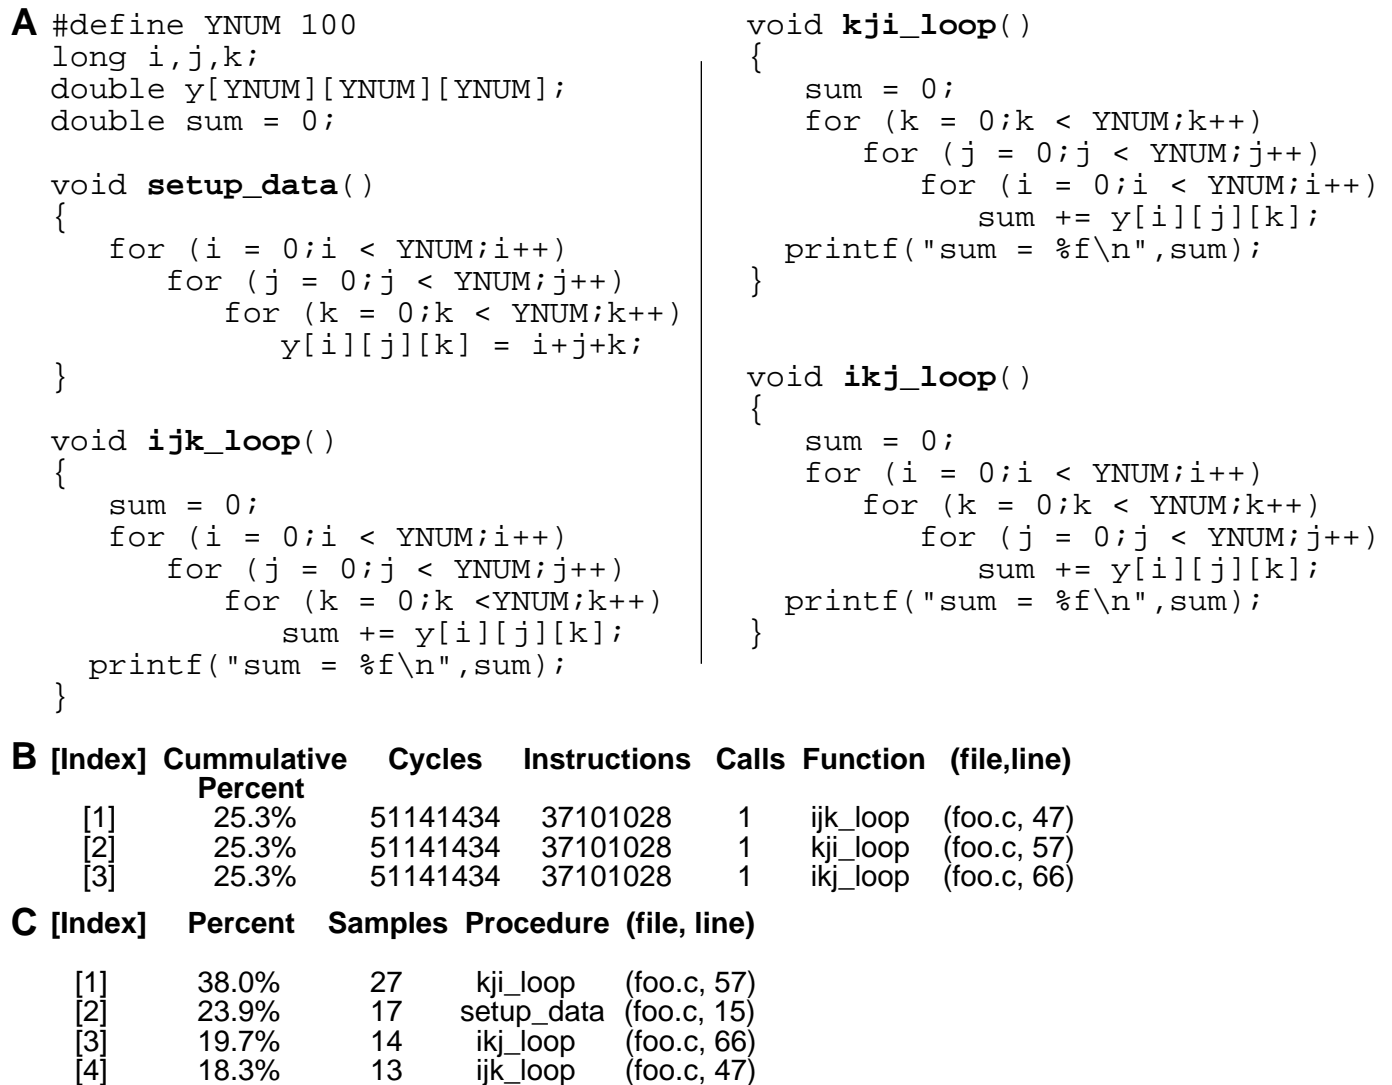 A #define YNUM 100
long i,j,k;
double y[YNUM][YNUM][YNUM];
double sum = 0;
void setup_data()
{
for (i = 0;i < YNUM;i++)
for (j = 0;j < YNUM;j++)
for (k = 0;k < YNUM;k++)
y[i][j][k] = i+j+k;
}
void ijk_loop()
{
sum = 0;
for (i = 0;i < YNUM;i++)
for (j = 0;j < YNUM;j++)
for (k = 0;k <YNUM;k++)
sum += y[i][j][k];
printf("sum = %f\n",sum);
}
void kji_loop()
{
sum = 0;
for (k = 0;k < YNUM;k++)
for (j = 0;j < YNUM;j++)
for (i = 0;i < YNUM;i++)
sum += y[i][j][k];
printf("sum = %f\n",sum);
}
void ikj_loop()
{
sum = 0;
for (i = 0;i < YNUM;i++)
for (k = 0;k < YNUM;k++)
for (j = 0;j < YNUM;j++)
sum += y[i][j][k];
printf("sum = %f\n",sum);
}
B [Index] Cummulative Cycles Instructions Calls Function (file,line)
Percent
[1] 25.3% 51141434 37101028 1 ijk_loop (foo.c, 47)
[2] 25.3% 51141434 37101028 1 kji_loop (foo.c, 57)
[3] 25.3% 51141434 37101028 1 ikj_loop (foo.c, 66)
C [Index] Percent Samples Procedure (file, line)
[1] 38.0% 27 kji_loop (foo.c, 57)
[2] 23.9% 17 setup_data (foo.c, 15)
[3] 19.7% 14 ikj_loop (foo.c, 66)
[4] 18.3% 13 ijk_loop (foo.c, 47)